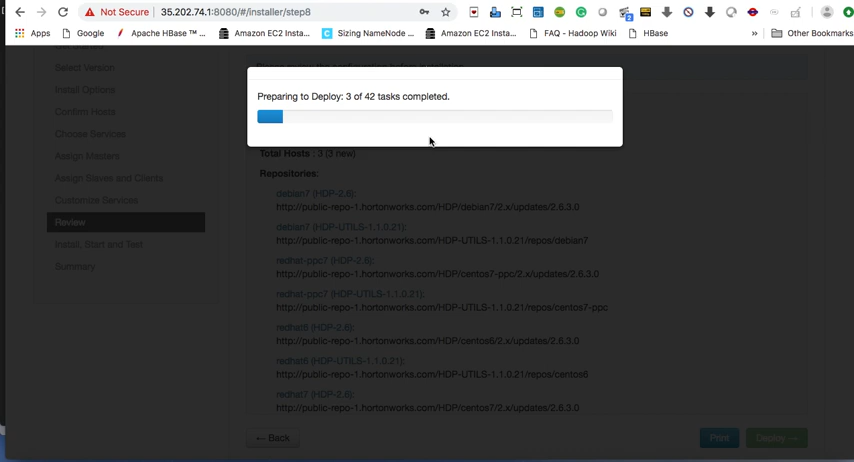 Not Secure | 35.202.74.1:8080/#/installer/step8
Apps Google Apache HBase ™ ... Amazon EC2 Insta... Sizing NameNode ... Amazon EC2 Insta... FAQ - Hadoop Wiki HBase » Other Bookmarks
Select Version
Install Options
Confirm Hosts
Choose Services
Assign Masters
Assign Slaves and Clients
Customize Services
Review
Install, Start and Test
Summary
Preparing to Deploy: 3 of 42 tasks completed.
Total Hosts : 3 (3 new)
Repositories:
debian7 (HDP-2.6):
http://public-repo-1.hortonworks.com/HDP/debian7/2.x/updates/2.6.3.0
debian7 (HDP-UTILS-1.1.0.21):
http://public-repo-1.hortonworks.com/HDP-UTILS-1.1.0.21/repos/debian7
redhat-ppc7 (HDP-2.6):
http://public-repo-1.hortonworks.com/HDP/centos7-ppc/2.x/updates/2.6.3.0
redhat-ppc7 (HDP-UTILS-1.1.0.21):
http://public-repo-1.hortonworks.com/HDP-UTILS-1.1.0.21/repos/centos7-ppc
redhat6 (HDP-2.6):
http://public-repo-1.hortonworks.com/HDP/centos6/2.x/updates/2.6.3.0
redhat6 (HDP-UTILS-1.1.0.21):
http://public-repo-1.hortonworks.com/HDP-UTILS-1.1.0.21/repos/centos6
redhat7 (HDP-2.6):
http://public-repo-1.hortonworks.com/HDP/centos7/2.x/updates/2.6.3.0
← Back Print Deploy →